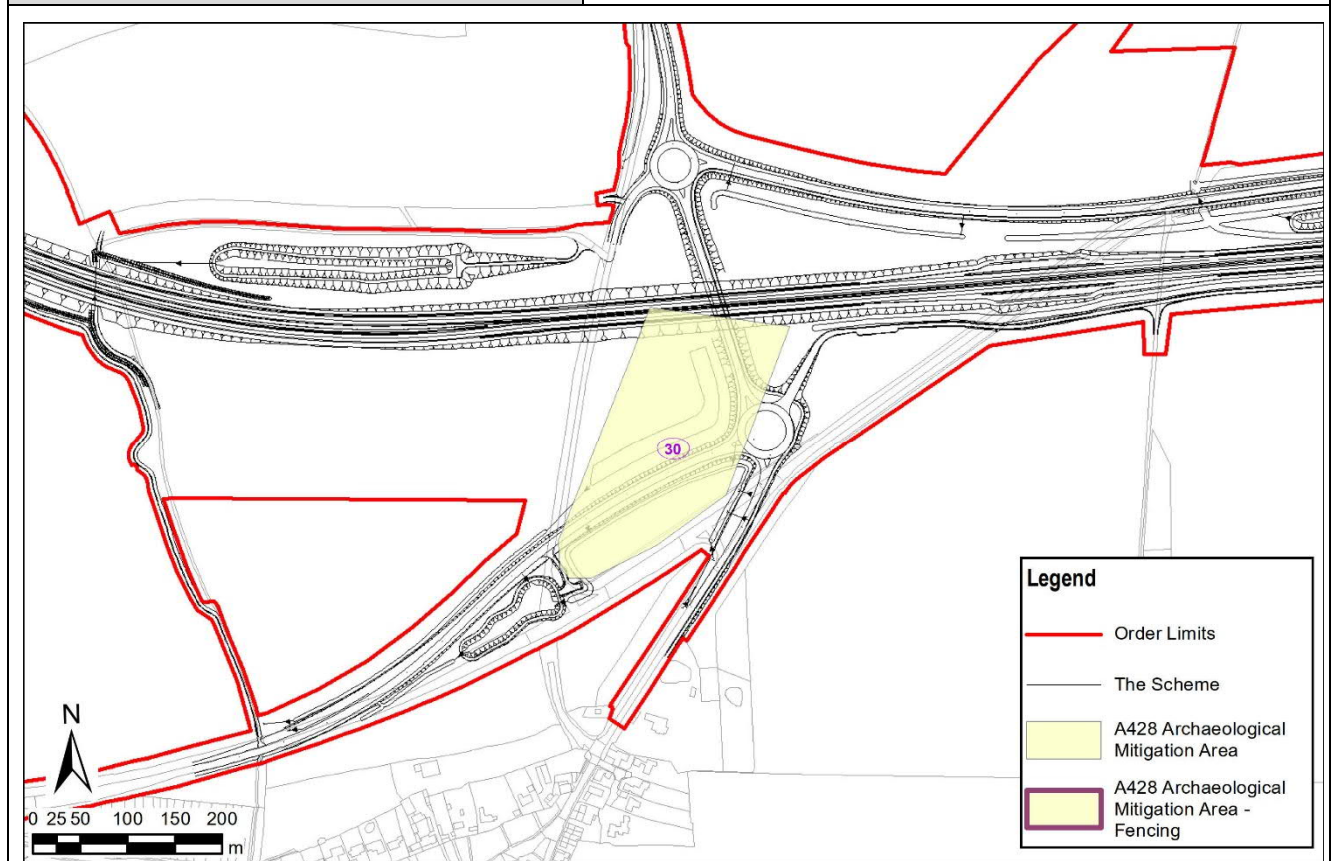 30
Legend
Order Limits
The Scheme
A428 Archaeological
Mitigation Area
A428 Archaeological
Mitigation Area -
Fencing
N
0 25 50 100 150 200
m